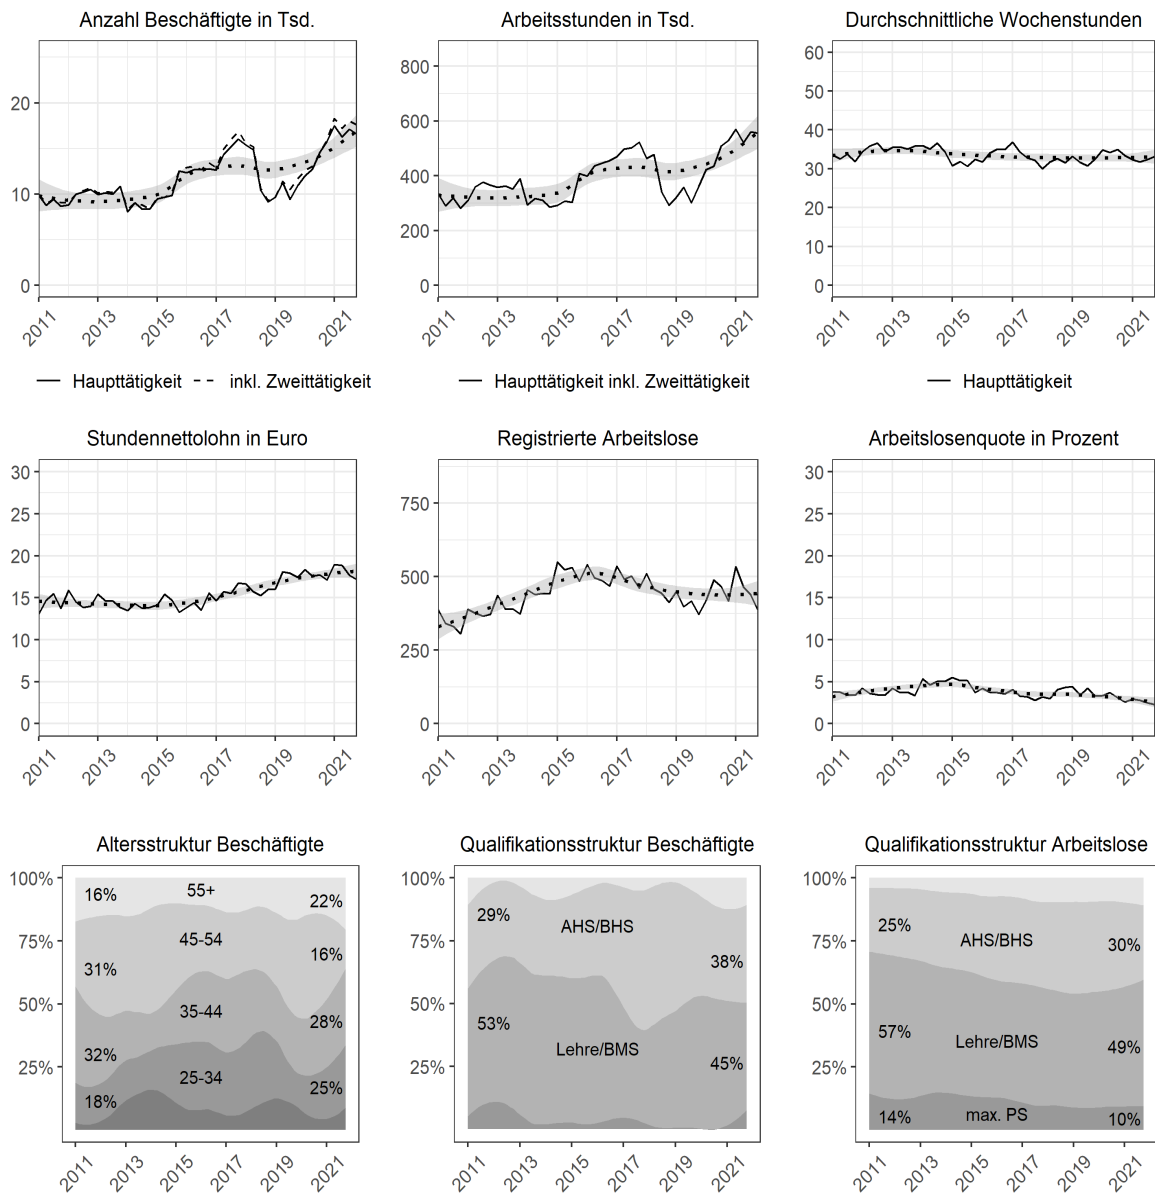 Anzahl Beschäftigte in Tsd.
Arbeitsstunden in Tsd.
Durchschnittliche Wochenstunden
20
10
0
2011 2013 2015 2017 2019 2021
800
600
400
200
0
2011 2013 2015 2017 2019 2021
60
50
40
30
20
10
0
2011 2013 2015 2017 2019 2021
Haupttätigkeit inkl. Zweittätigkeit
Haupttätigkeit inkl. Zweittätigkeit
Haupttätigkeit
Stundennettolohn in Euro
Registrierte Arbeitslose
Arbeitslosenquote in Prozent
30
25
20
15
10
5
0
2011 2013 2015 2017 2019 2021
750
500
250
0
2011 2013 2015 2017 2019 2021
30
25
20
15
10
5
0
2011 2013 2015 2017 2019 2021
Altersstruktur Beschäftigte
Qualifikationsstruktur Beschäftigte
Qualifikationsstruktur Arbeitslose
100%
75%
50%
25%
16% 55+ 22%
45-54
31% 16%
35-44 28%
32%
25-34 25%
18%
2011 2013 2015 2017 2019 2021
100%
75%
50%
25%
29% AHS/BHS
38%
53%
Lehre/BMS 45%
2011 2013 2015 2017 2019 2021
100%
75%
50%
25%
25% AHS/BHS 30%
57% Lehre/BMS 49%
14% max. PS 10%
2011 2013 2015 2017 2019 2021